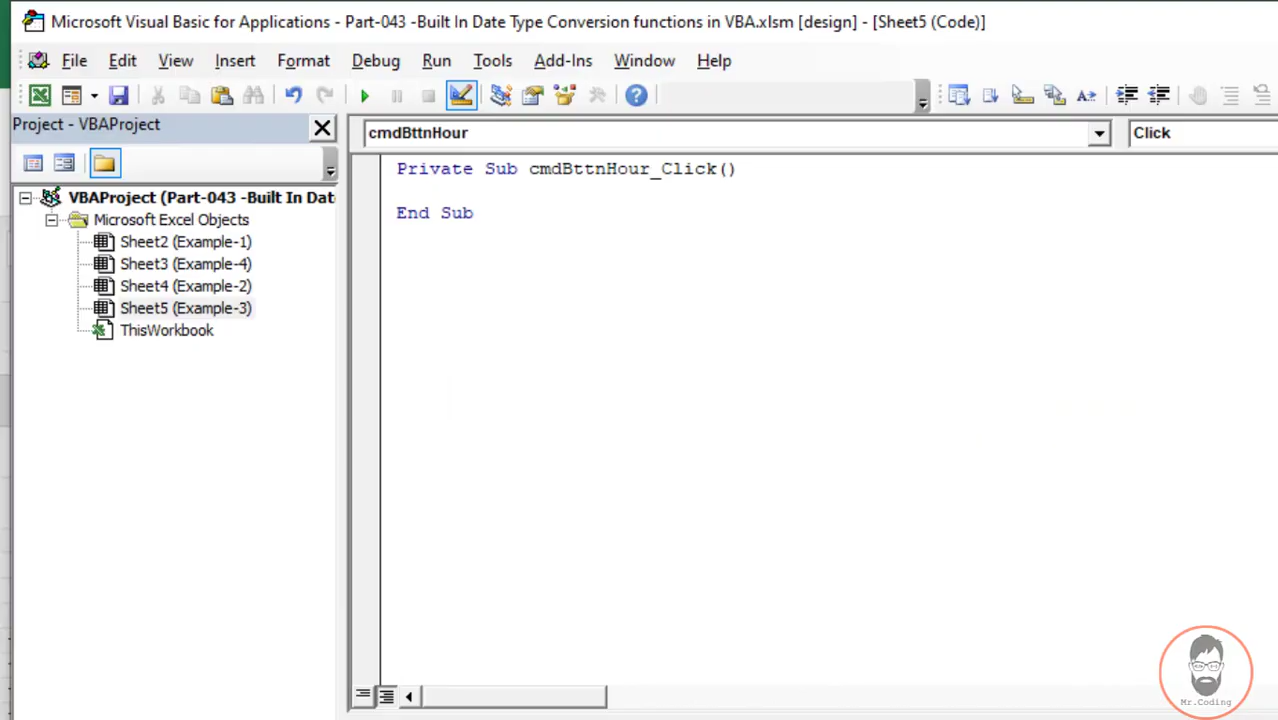 Microsoft Visual Basic for Applications - Part-043 -Built In Date Type Conversion functions in VBA.xlsm [design] - [Sheet5 (Code)]
File Edit View Insert Format Debug Run Tools Add-Ins Window Help
Project - VBAProject
cmdBttnHour
Click
VBAProject (Part-043 -Built In Dat
Microsoft Excel Objects
Sheet2 (Example-1)
Sheet3 (Example-4)
Sheet4 (Example-2)
Sheet5 (Example-3)
ThisWorkbook
Private Sub cmdBttnHour_Click()
End Sub
Mr.Coding